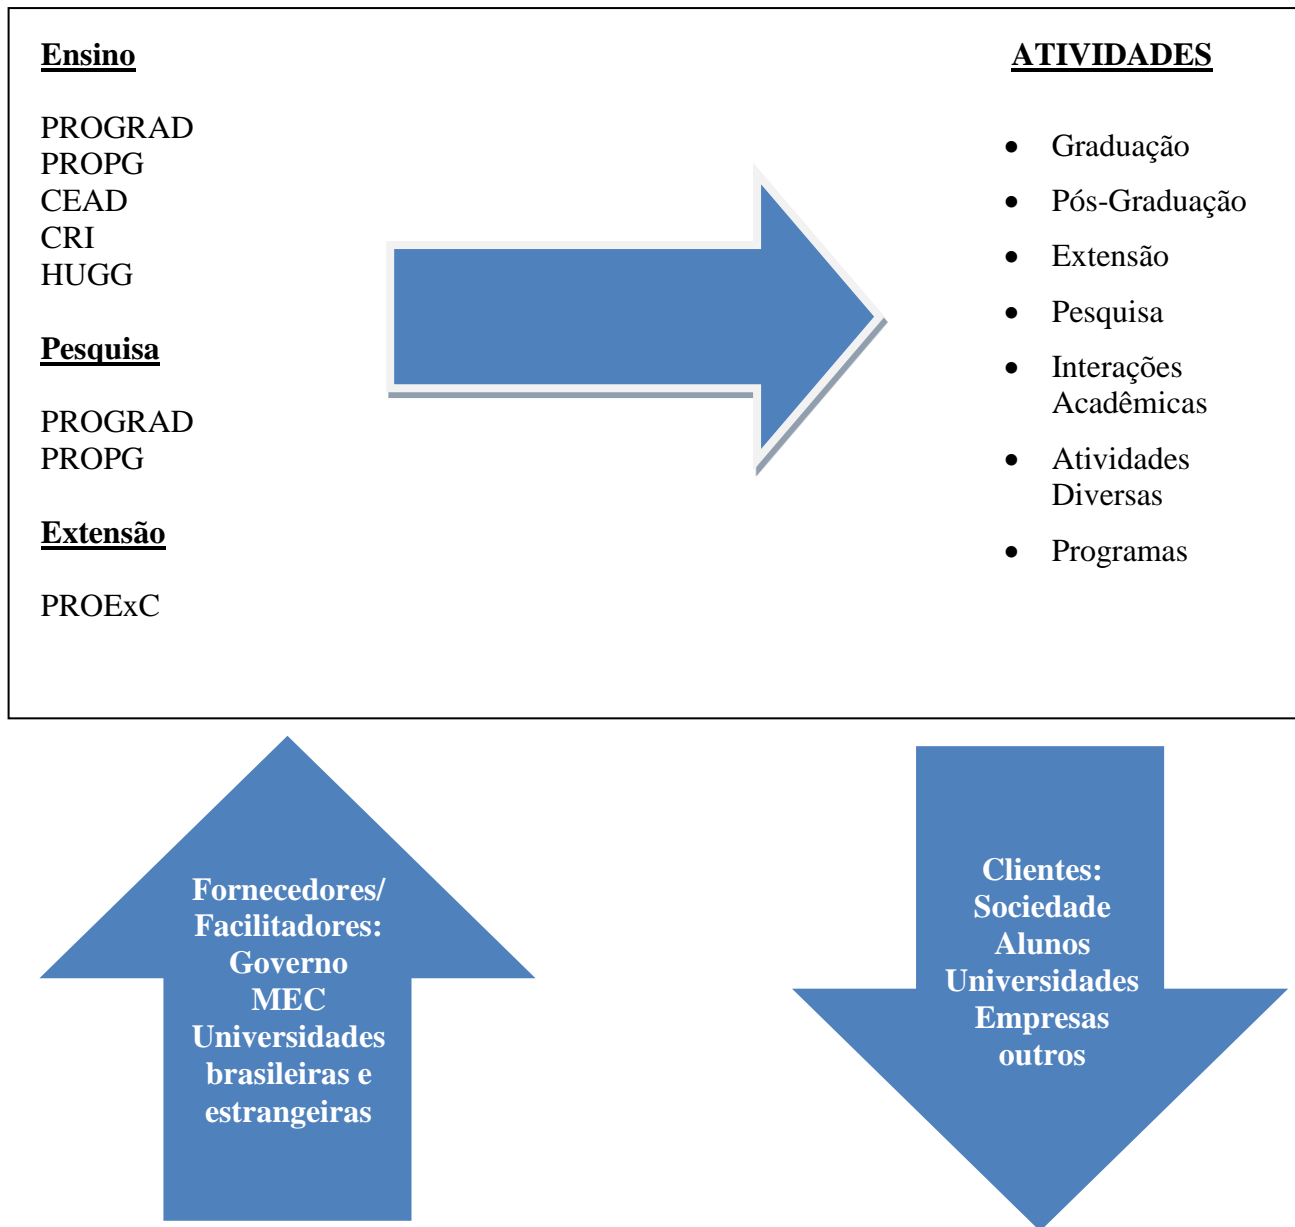 Ensino
PROGRAD
PROPG
CEAD
CRI
HUGG
Pesquisa
PROGRAD
PROPG
Extensão
PROExC
ATIVIDADES
• Graduação
• Pós-Graduação
• Extensão
• Pesquisa
• Interações
Acadêmicas
• Atividades
Diversas
• Programas
Fornecedores/
Facilitadores:
Governo
MEC
Universidades
brasileiras e
estrangeiras
Clientes:
Sociedade
Alunos
Universidades
Empresas
outros